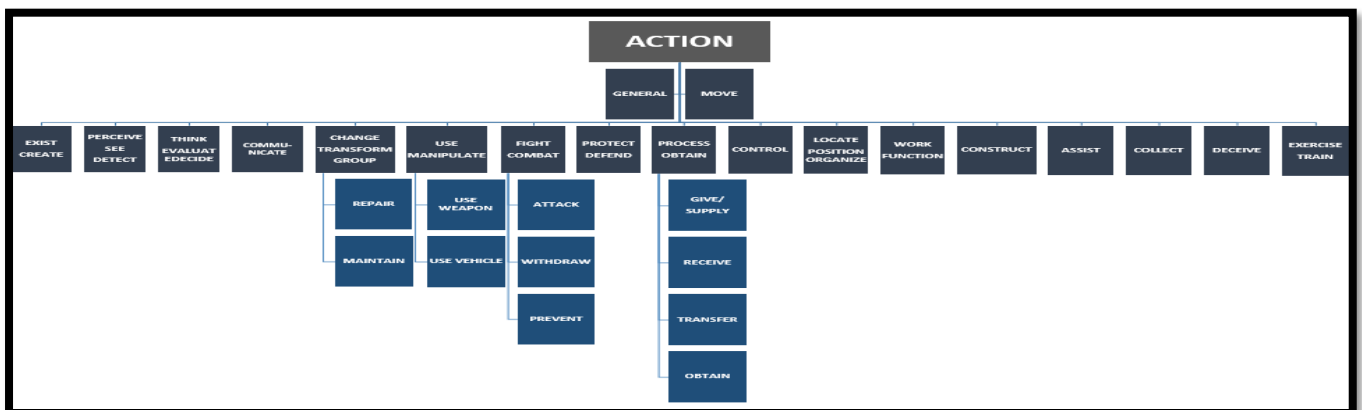 ACTION
GENERAL
MOVE
EXIST
CREATE
PERCEIVE
SEE
DETECT
THINK
EVALUAT
EDECIDE
COMMU-
NICATE
CHANGE
TRANSFORM
GROUP
USE
MANIPULATE
FIGHT
COMBAT
PROTECT
DEFEND
PROCESS
OBTAIN
CONTROL
LOCATE
POSITION
ORGANIZE
WORK
FUNCTION
CONSTRUCT
ASSIST
COLLECT
DECEIVE
EXERCISE
TRAIN
REPAIR
MAINTAIN
USE
WEAPON
USE VEHICLE
ATTACK
WITHDRAW
PREVENT
GIVE/
SUPPLY
RECEIVE
TRANSFER
OBTAIN